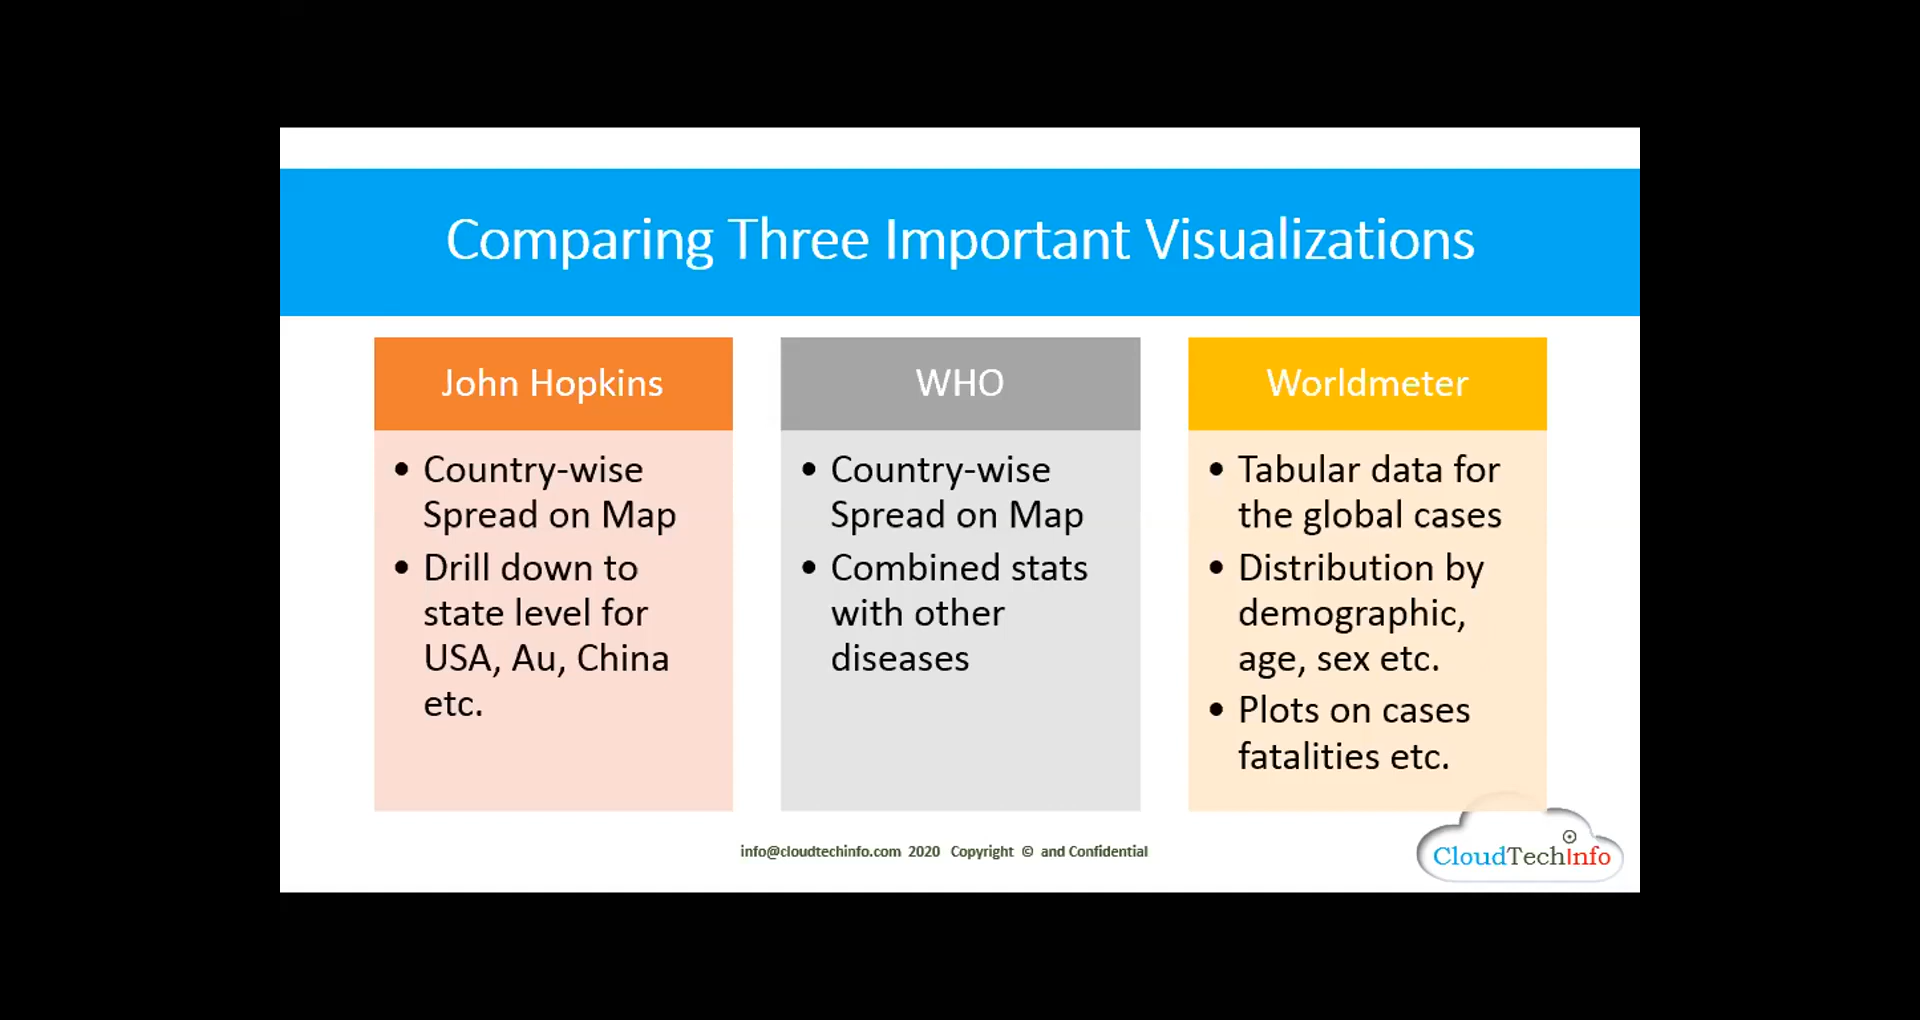 Comparing Three Important Visualizations
John Hopkins
• Country-wise
Spread on Map
• Drill down to
state level for
USA, Au, China
etc.
WHO
• Country-wise
Spread on Map
• Combined stats
with other
diseases
Worldmeter
• Tabular data for
the global cases
• Distribution by
demographic,
age, sex etc.
• Plots on cases
fatalities etc.
info@cloudtechinfo.com 2020 Copyright © and Confidential
CloudTechInfo